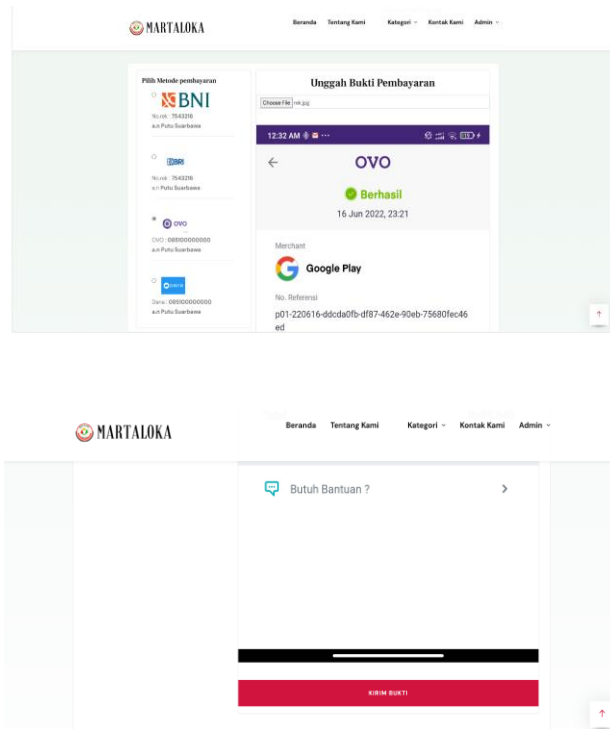 MARTALOKA
Beranda Tentang Kami Kategori Kontak Kami Admin
Pilih Metode pembayaran
BNI
No.rek : 7543216
a.n Putu Suarbawa
BRI
No.rek : 7543216
a.n Putu Suarbawa
OVO
OVO : 085100000000
a.n Putu Suarbawa
DANA
Dana : 085100000000
a.n Putu Suarbawa
Unggah Bukti Pembayaran
Choose File
12:32 AM
OVO
Berhasil
16 Jun 2022, 23:21
Merchant
Google Play
No. Referensi
p01-220616-ddcda0fb-df87-462e-90eb-75680fec46
ed
MARTALOKA
Beranda Tentang Kami Kategori Kontak Kami Admin
Butuh Bantuan ?
KIRIM BUKTI